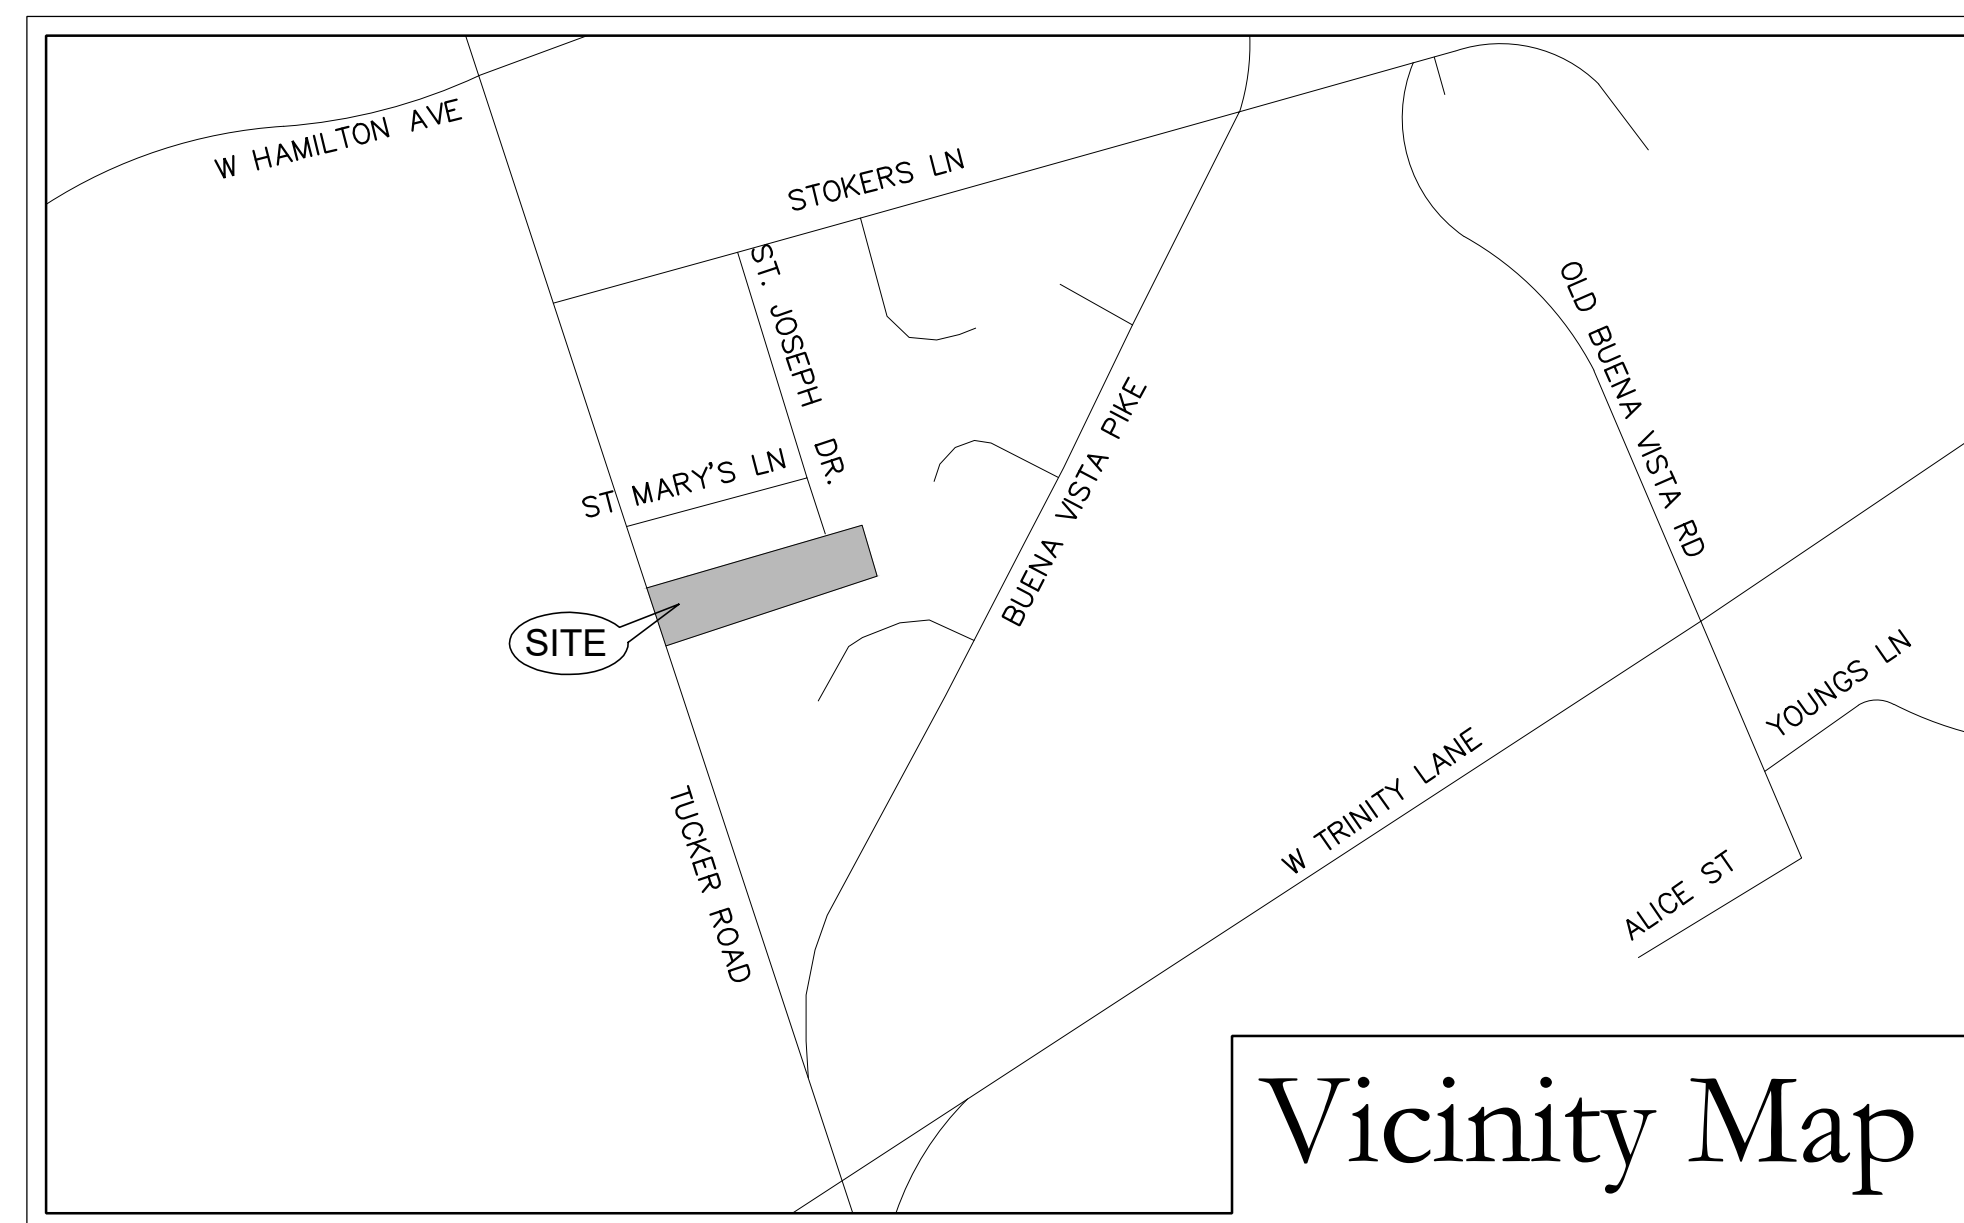 W HAMILTON AVE
STOKERS LN
ST. JOSEPH DR.
OLD BUENA VISTA RD
BUENA VISTA PIKE
ST MARY'S LN
SITE
YOUNGS LN
W TRINITY LANE
TUCKER ROAD
ALICE ST
Vicinity Map